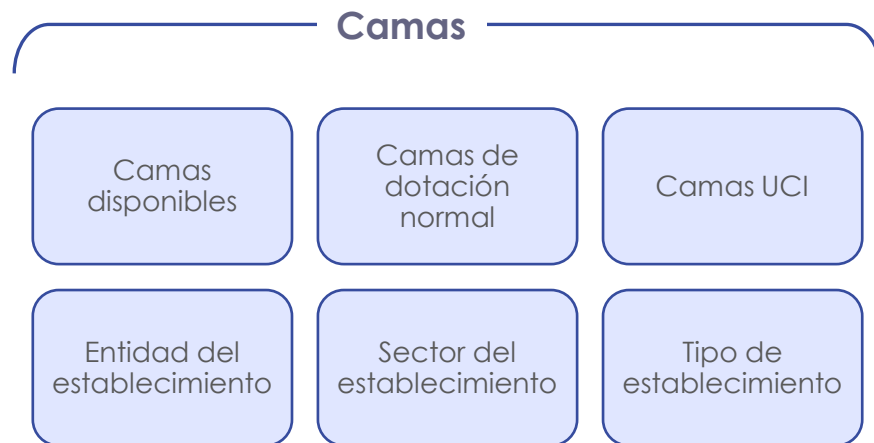 Camas
Camas
disponibles
Camas de
dotación
normal
Camas UCI
Entidad del
establecimiento
Sector del
establecimiento
Tipo de
establecimiento